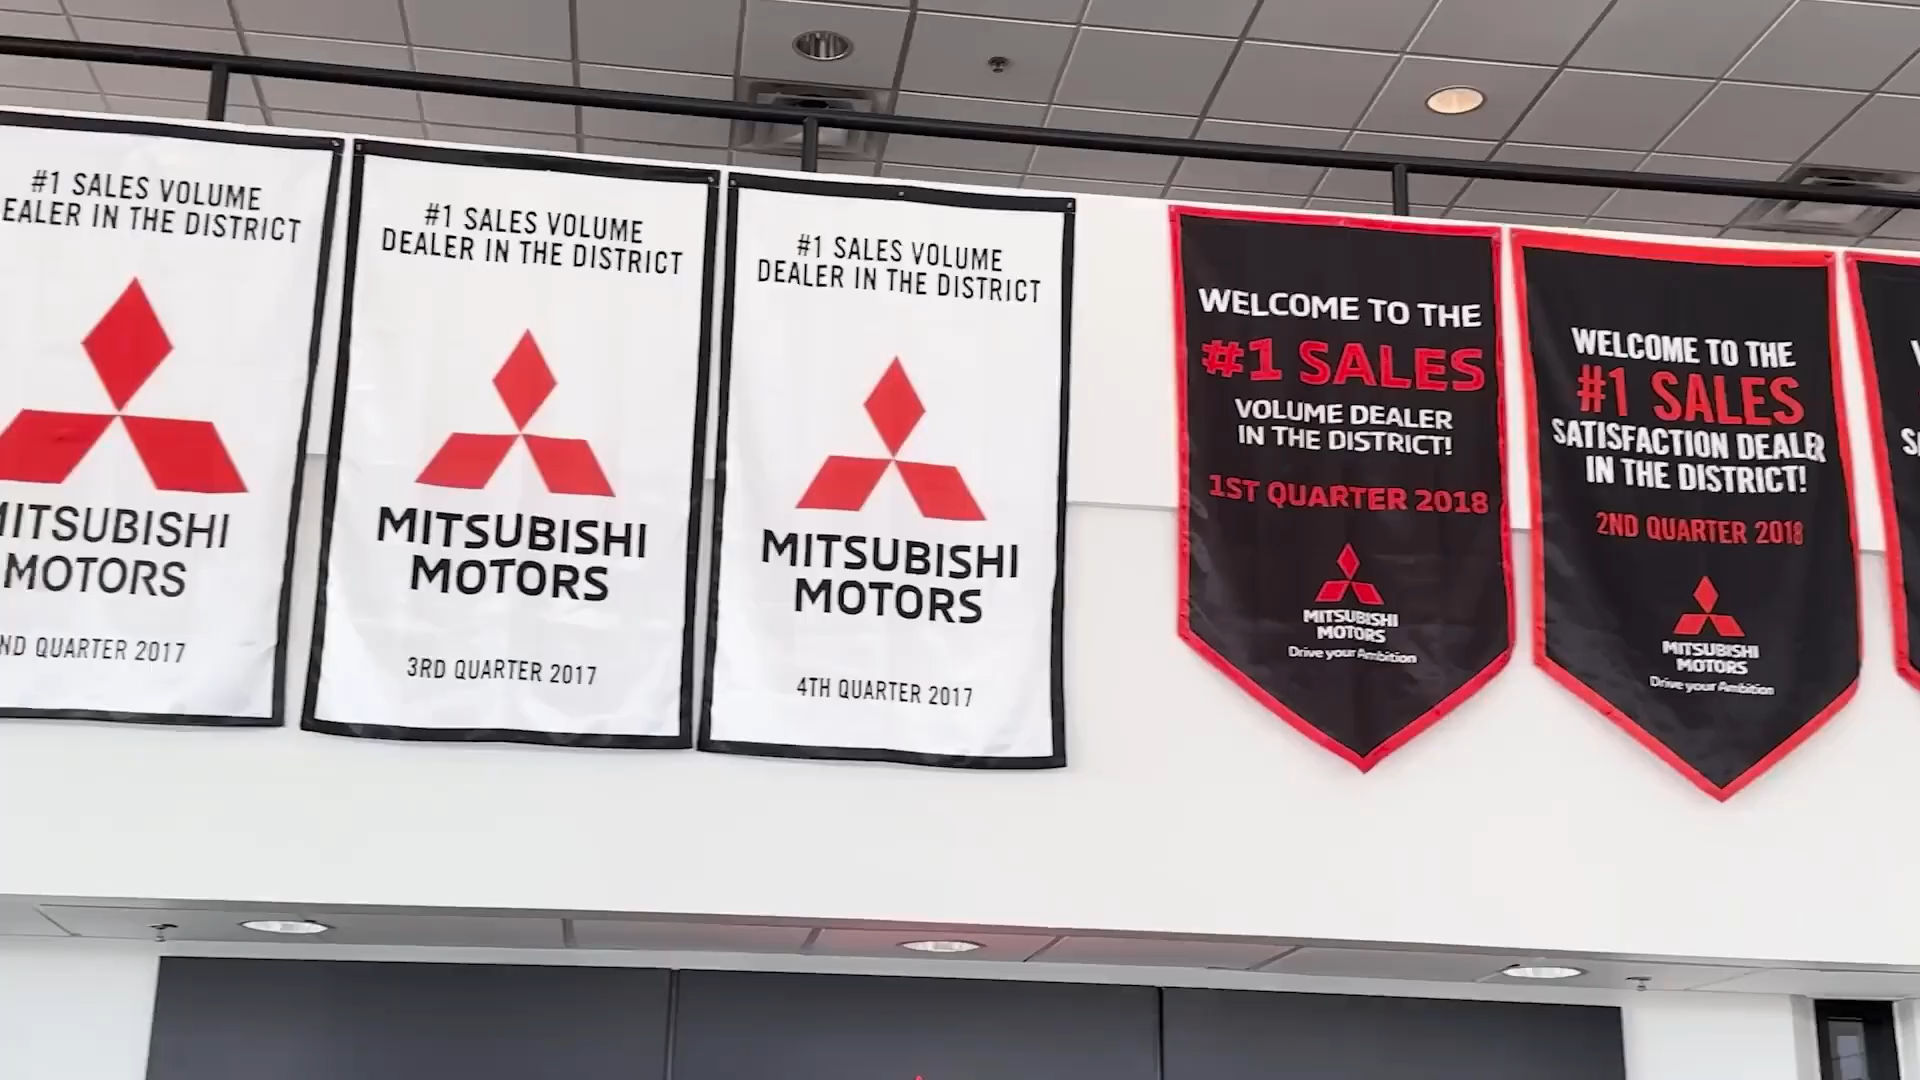 #1 SALES VOLUME
EALER IN THE DISTRICT
MITSUBISHI
MOTORS
ND QUARTER 2017
#1 SALES VOLUME
DEALER IN THE DISTRICT
MITSUBISHI
MOTORS
3RD QUARTER 2017
#1 SALES VOLUME
DEALER IN THE DISTRICT
MITSUBISHI
MOTORS
4TH QUARTER 2017
WELCOME TO THE
#1 SALES
VOLUME DEALER
IN THE DISTRICT!
1ST QUARTER 2018
MITSUBISHI
MOTORS
Drive your Ambition
WELCOME TO THE
#1 SALES
SATISFACTION DEALER
IN THE DISTRICT!
2ND QUARTER 2018
MITSUBISHI
MOTORS
Drive your Ambition